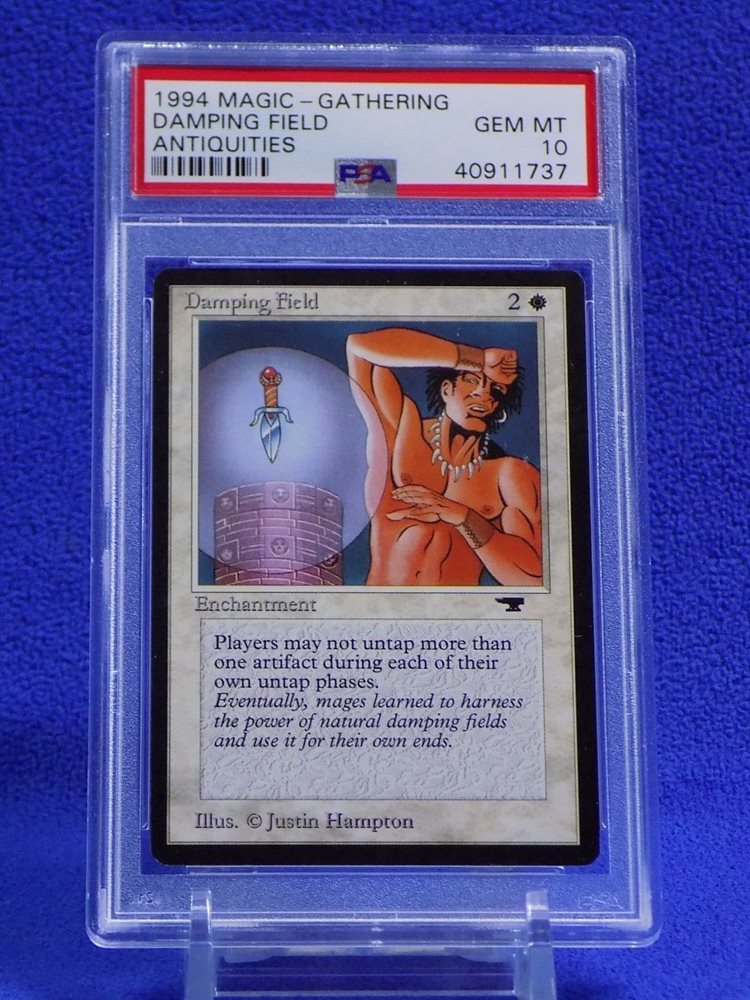 1994 MAGIC – GATHERING
DAMPING FIELD GEM MT
ANTIQUITIES 10
PSA 40911737
Damping Field 2
Enchantment
Players may not untap more than
one artifact during each of their
own untap phases.
Eventually, mages learned to harness
the power of natural damping fields
and use it for their own ends.
Illus. © Justin Hampton
PSA